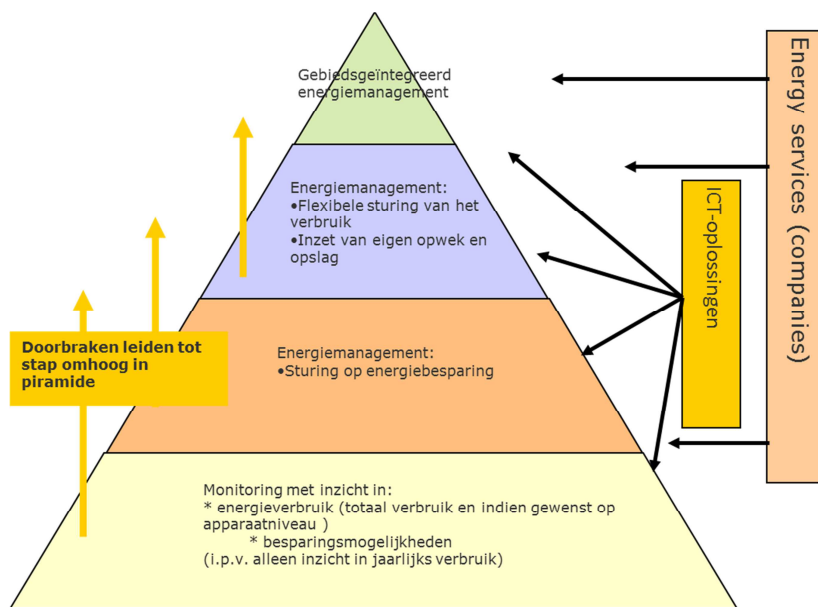 Gebiedsgeïntegreerd
energiemanagement
Energiemanagement:
•Flexibele sturing van het
verbruik
•Inzet van eigen opwek en
opslag
Doorbraken leiden tot
stap omhoog in
piramide
Energiemanagement:
•Sturing op energiebesparing
Monitoring met inzicht in:
* energieverbruik (totaal verbruik en indien gewenst op
apparaatniveau )
* besparingsmogelijkheden
(i.p.v. alleen inzicht in jaarlijks verbruik)
ICT-oplossingen
Energy services (companies)